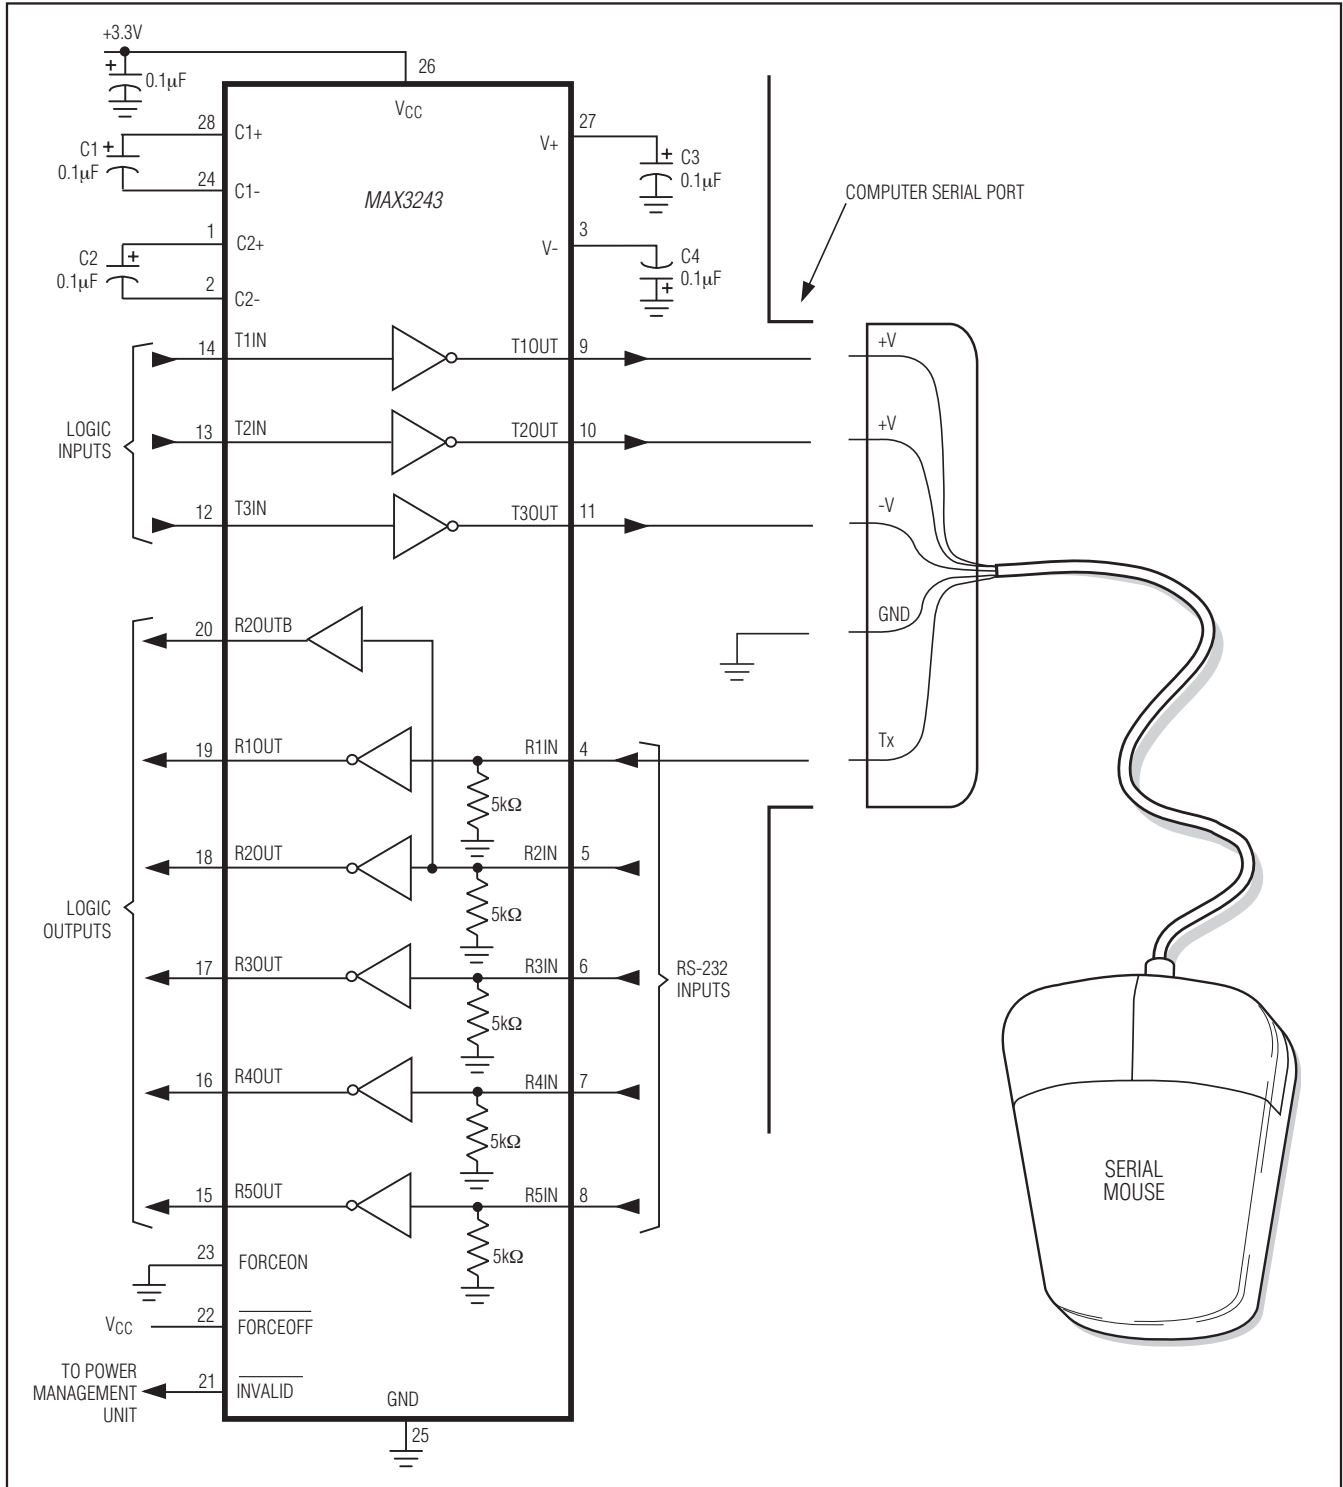 +3.3V
+
0.1µF
26
VCC
28
C1+
C1 +
0.1µF
24
C1-
MAX3243
27
V+
+ C3
0.1µF
1
C2+
C2 +
0.1µF
2
C2-
3
V-
C4
0.1µF
+
COMPUTER SERIAL PORT
LOGIC
INPUTS
14
T1IN
T1OUT
9
+V
13
T2IN
T2OUT
10
+V
12
T3IN
T3OUT
11
-V
20
R2OUTB
GND
19
R1OUT
R1IN
4
Tx
5kΩ
18
R2OUT
R2IN
5
5kΩ
LOGIC
OUTPUTS
17
R3OUT
R3IN
6
5kΩ
RS-232
INPUTS
16
R4OUT
R4IN
7
5kΩ
15
R5OUT
R5IN
8
5kΩ
SERIAL
MOUSE
23
FORCEON
VCC
22
FORCEOFF
TO POWER
MANAGEMENT
UNIT
21
INVALID
GND
25